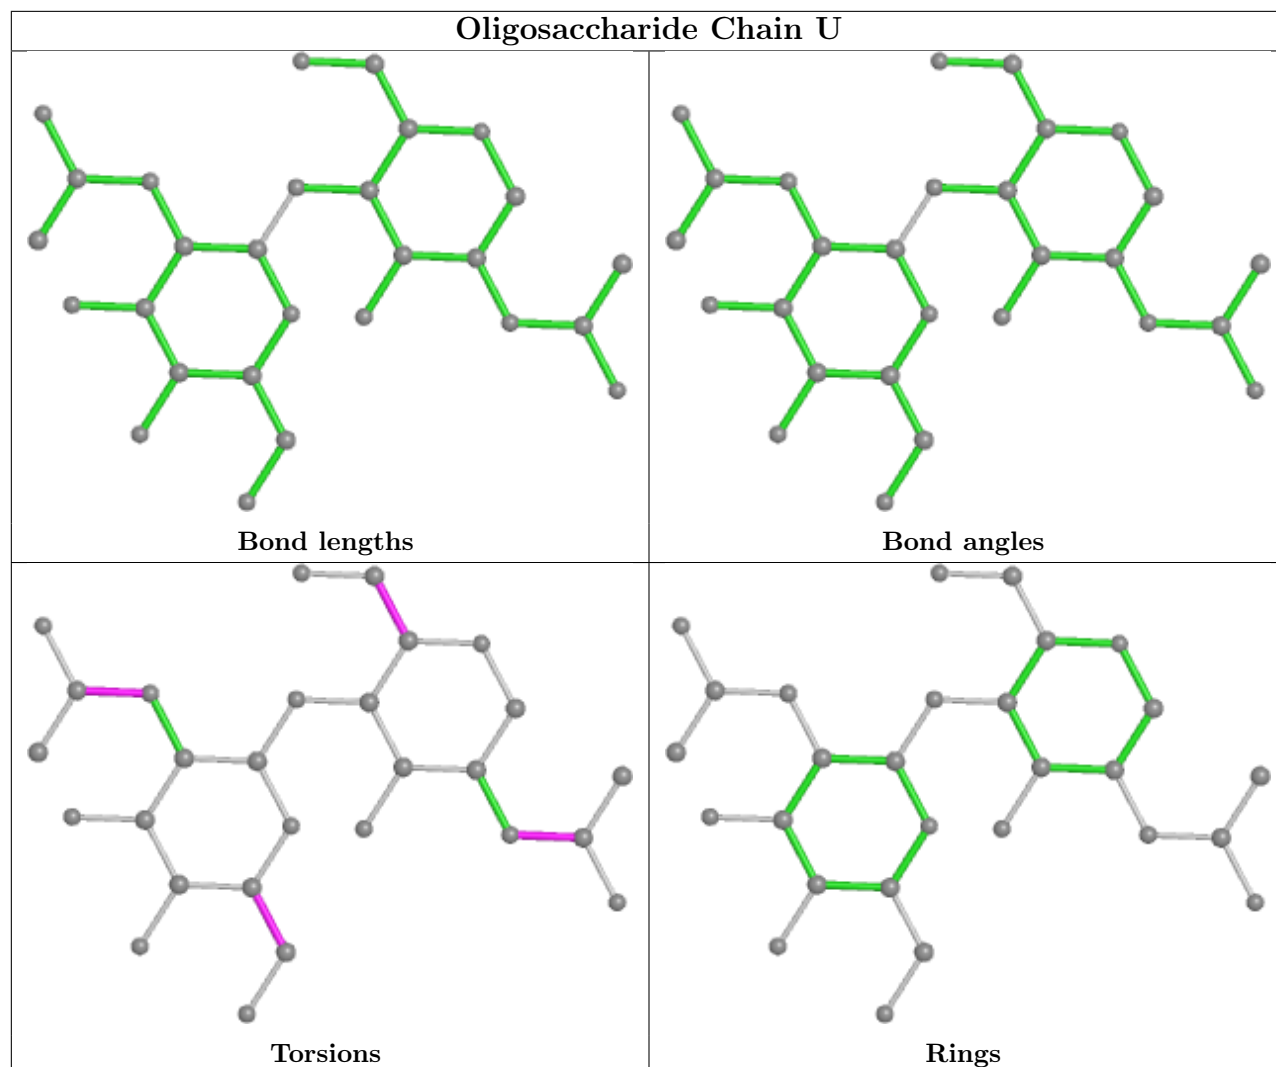 Oligosaccharide Chain U
Bond lengths
Bond angles
Torsions
Rings